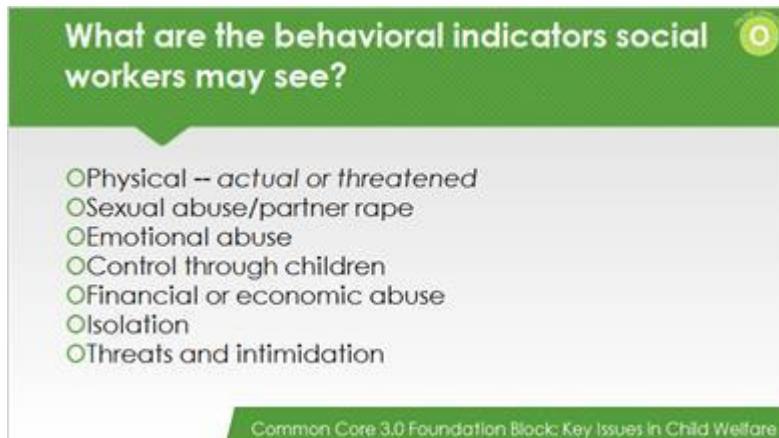 What are the behavioral indicators social
workers may see?
O
Physical -- actual or threatened
Sexual abuse/partner rape
Emotional abuse
Control through children
Financial or economic abuse
Isolation
Threats and intimidation
Common Core 3.0 Foundation Block: Key Issues in Child Welfare